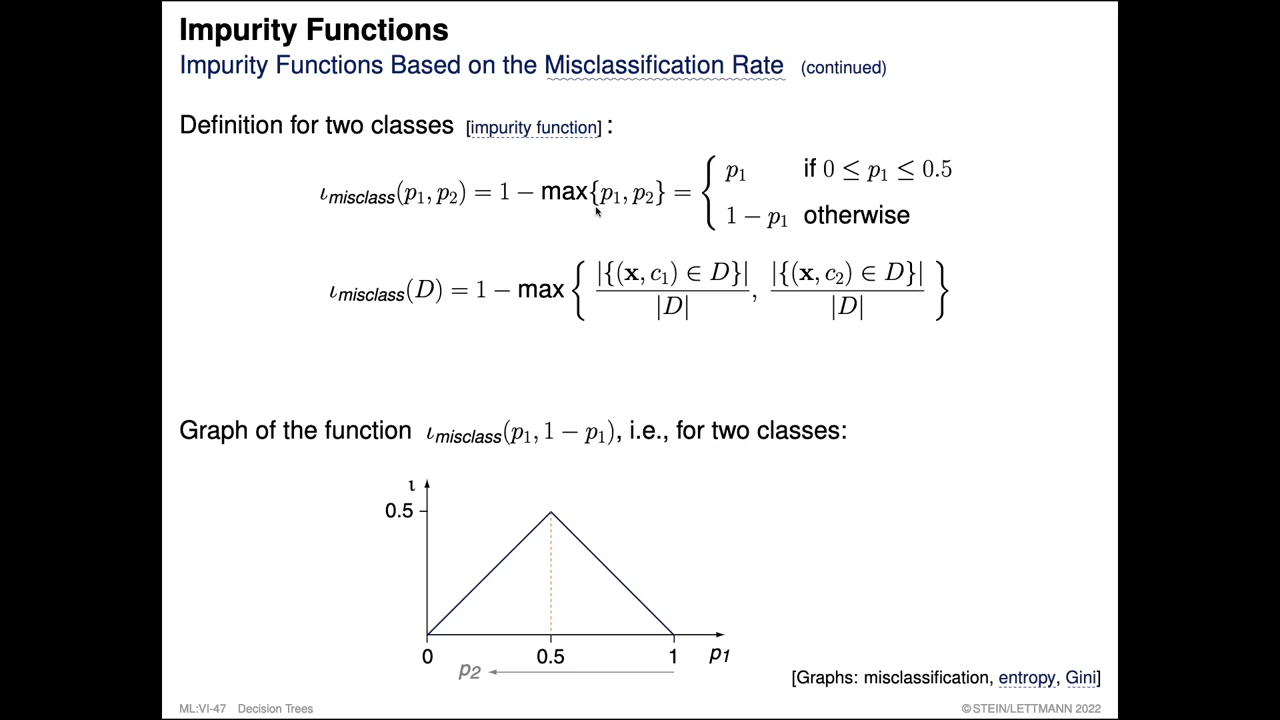 Impurity Functions
Impurity Functions Based on the Misclassification Rate (continued)
Definition for two classes [impurity function] :
ι_misclass(p₁, p₂) = 1 − max{p₁, p₂} = { p₁ if 0 ≤ p₁ ≤ 0.5
1 − p₁ otherwise
ι_misclass(D) = 1 − max { |{(x, c₁) ∈ D}| / |D| , |{(x, c₂) ∈ D}| / |D| }
Graph of the function ι_misclass(p₁, 1 − p₁), i.e., for two classes:
ι
0.5
0 0.5 1 p1
p2
[Graphs: misclassification, entropy, Gini]
ML:VI-47 Decision Trees ©STEIN/LETTMANN 2022